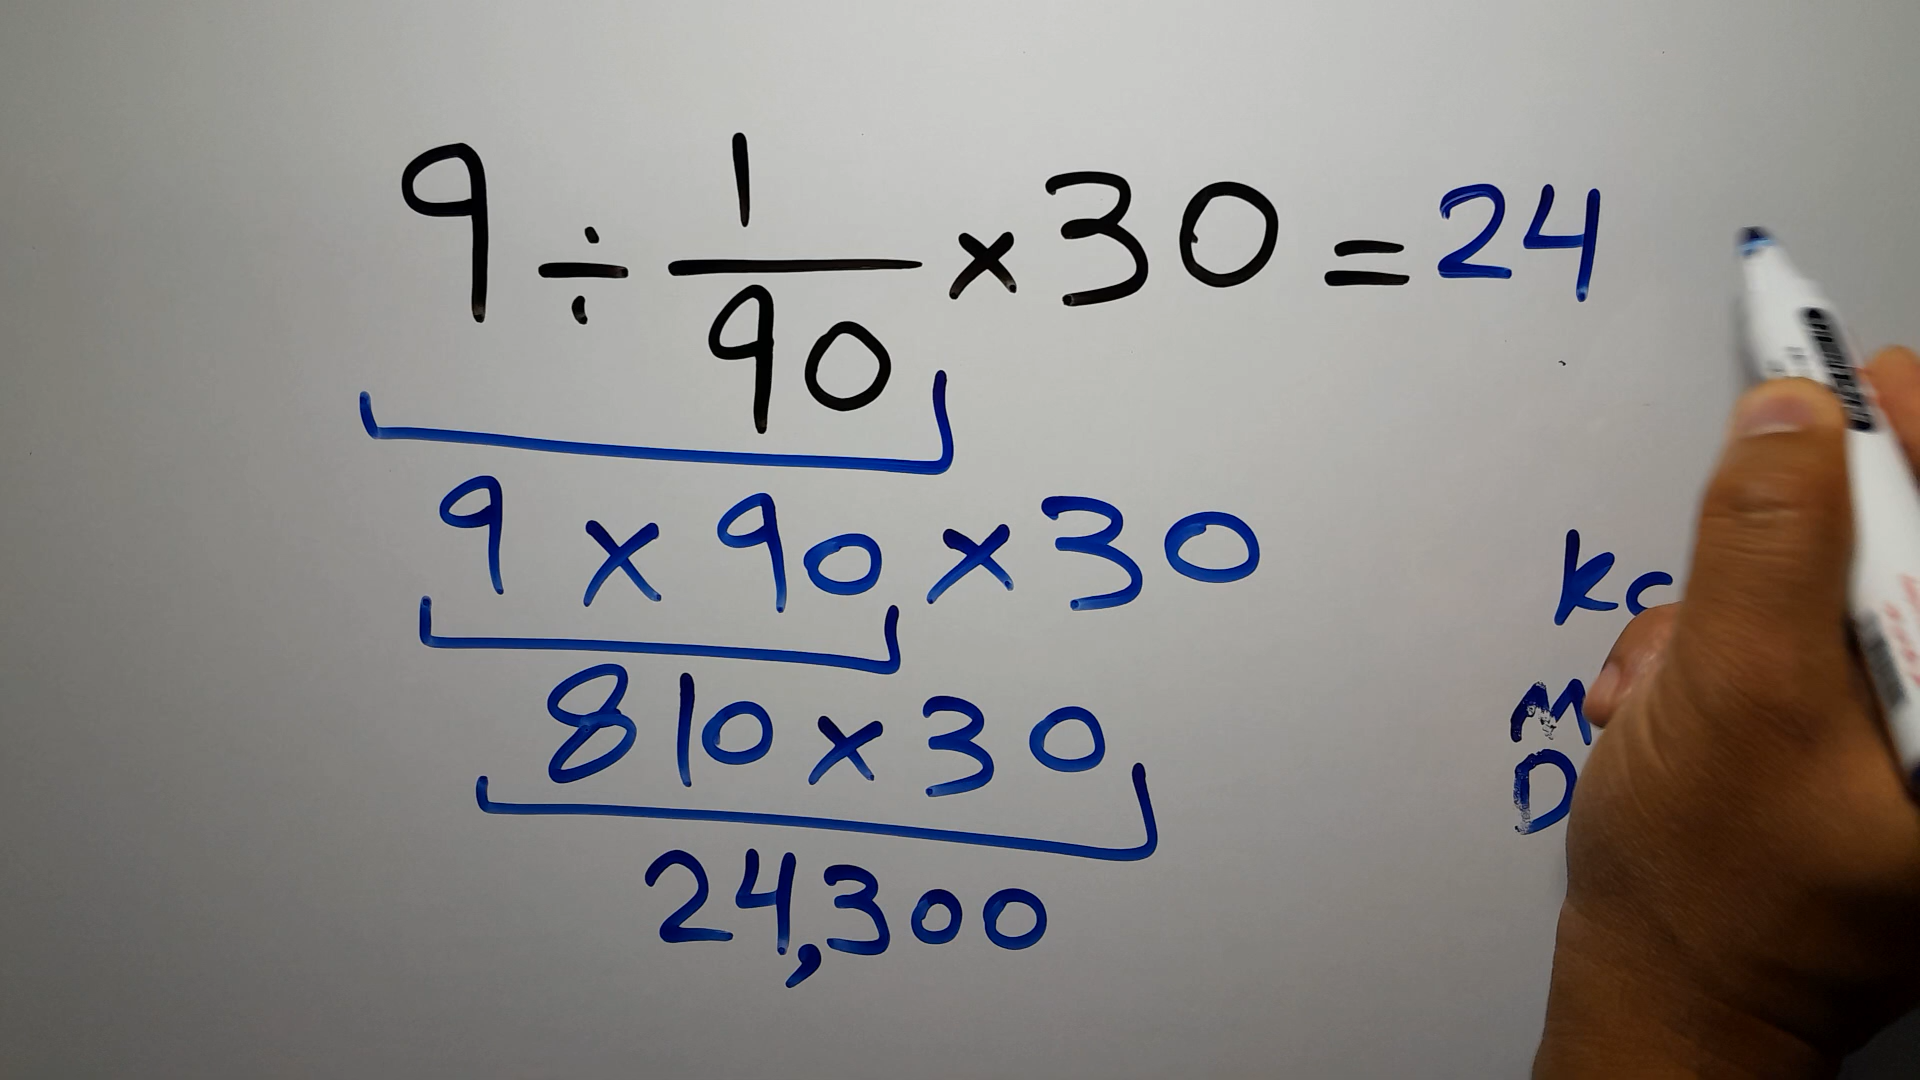 9 ÷ 1/90 × 30 = 24
9 × 90 × 30
810 × 30
24,300
M
D